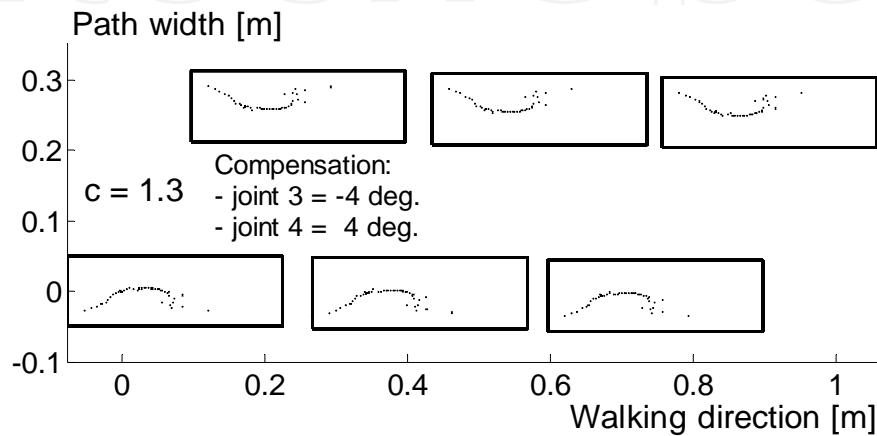 Path width [m]
0.3
0.2
Compensation:
c = 1.3
- joint 3 = -4 deg.
- joint 4 =  4 deg.
0.1
0
-0.1
0
0.2
0.4
0.6
0.8
1
Walking direction [m]